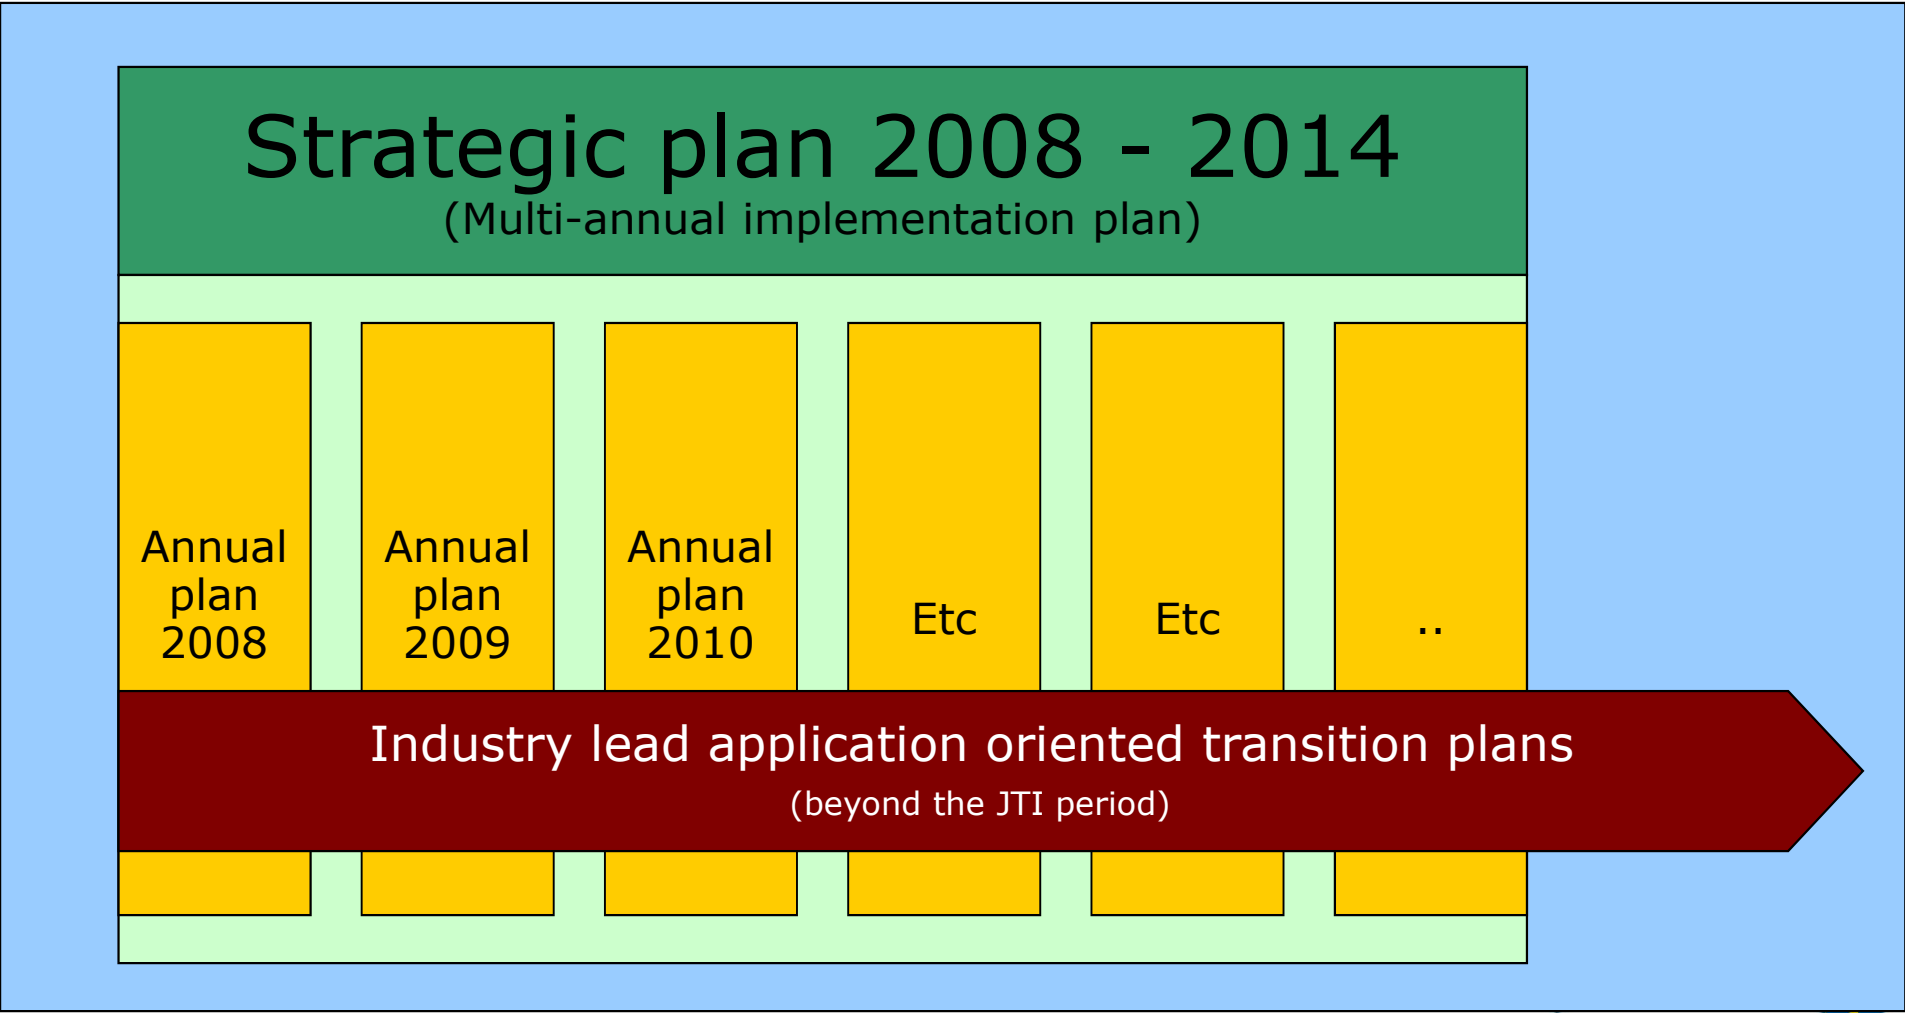 Strategic plan 2008 - 2014
(Multi-annual implementation plan)
Annual
plan
2008
Annual
plan
2009
Annual
plan
2010
Etc
Etc
..
Industry lead application oriented transition plans
(beyond the JTI period)